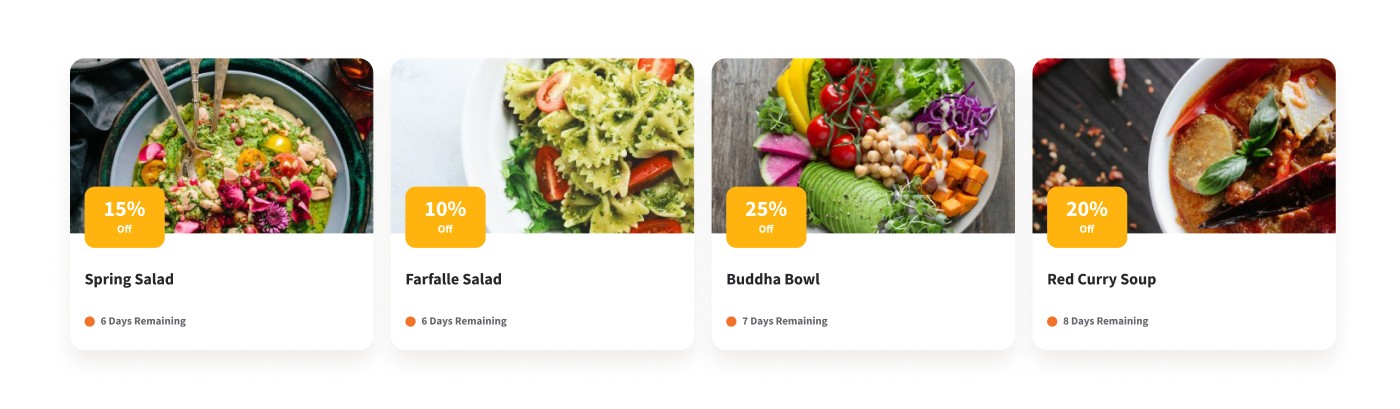 15%
Off
Spring Salad
6 Days Remaining
10%
Off
Farfalle Salad
6 Days Remaining
25%
Off
Buddha Bowl
7 Days Remaining
20%
Off
Red Curry Soup
8 Days Remaining